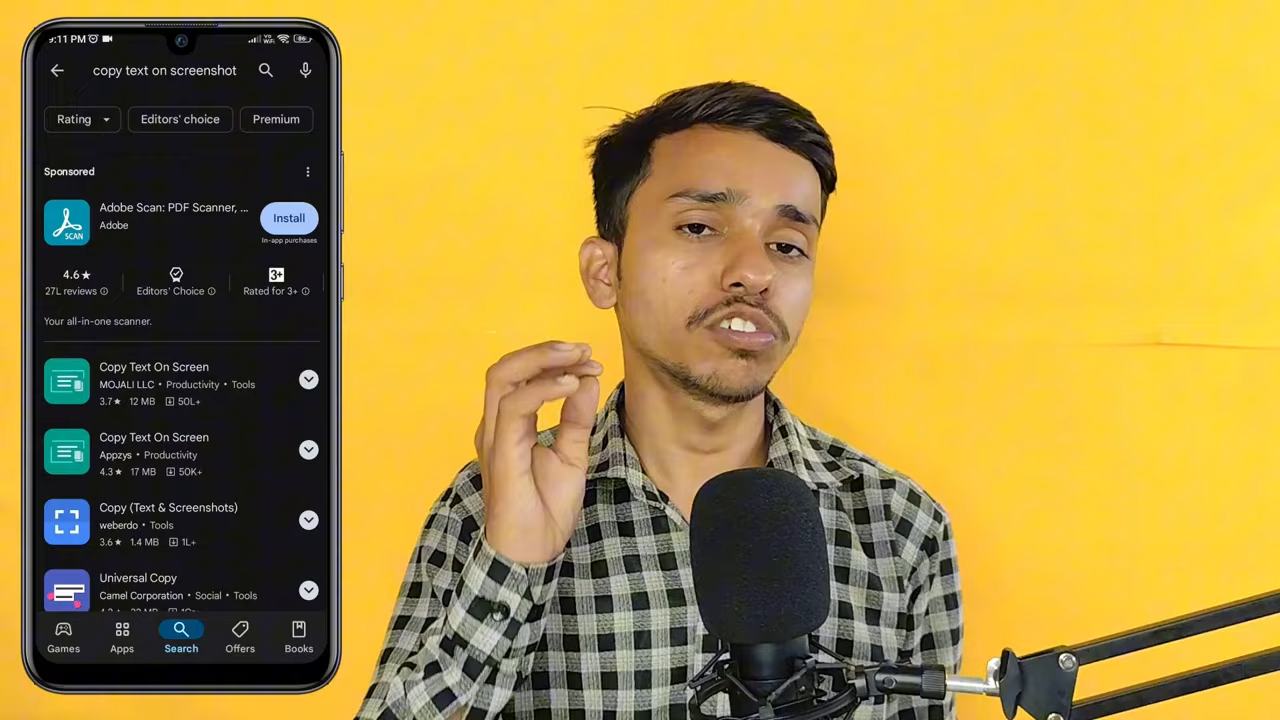 9:11 PM
Vo
WiFi
86
copy text on screenshot
Rating
Editors' choice
Premium
Sponsored
Adobe Scan: PDF Scanner, ...
Adobe
SCAN
Install
In-app purchases
4.6★
3+
27L reviews
Editors' Choice
Rated for 3+
Your all-in-one scanner.
Copy Text On Screen
MOJALI LLC • Productivity • Tools
3.7★ 12 MB 50L+
Copy Text On Screen
Appzys • Productivity
4.3★ 17 MB 50K+
Copy (Text & Screenshots)
weberdo • Tools
3.6★ 1.4 MB 1L+
Universal Copy
Camel Corporation • Social • Tools
Games
Apps
Search
Offers
Books